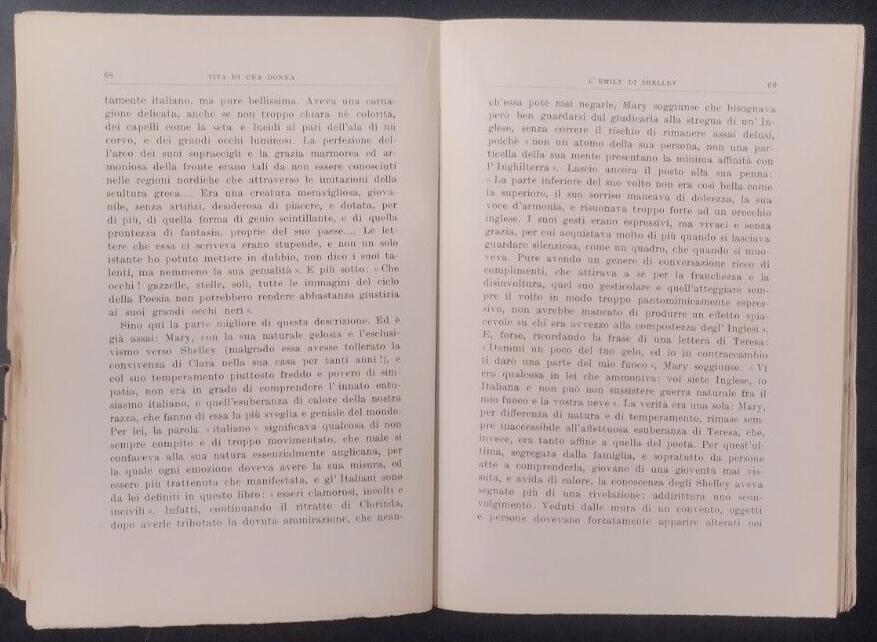 68
VITA DI UNA DONNA
tamente italiano, ma pure bellissima. Aveva una carna-
gione delicata, anche se non troppo chiara nè colorita,
dei capelli come la seta e lucidi al pari dell'ala di un
corvo, e dei grandi occhi luminosi. La perfezione del-
l'arco dei suoi sopraccigli e la grazia marmorea ed ar-
moniosa della fronte erano tali da non essere conosciuti
nelle regioni nordiche che attraverso le imitazioni della
scultura greca.... Era una creatura meravigliosa, giova-
nile, senza artifizi, desiderosa di piacere, e dotata, per
di più, di quella forma di genio scintillante, e di quella
prontezza di fantasia, proprie del suo paese.... Le let-
tere che essa ci scriveva erano stupende, e non un solo
istante ho potuto mettere in dubbio, non dico i suoi ta-
lenti, ma nemmeno la sua genialità ». E più sotto: « Che
occhi! gazzelle, stelle, soli, tutte le immagini del ciclo
della Poesia non potrebbero rendere abbastanza giustizia
ai suoi grandi occhi neri ».
Sino qui la parte migliore di questa descrizione. Ed è
già assai: Mary, con la sua naturale gelosia e l'esclusi-
vismo verso Shelley (malgrado essa avesse tollerato la
convivenza di Clara nella sua casa per tanti anni!), e
col suo temperamento piuttosto freddo e povero di sim-
patia, non era in grado di comprendere l'innato entu-
siasmo italiano, e quell'esuberanza di calore della nostra
razza, che fanno di essa la più sveglia e geniale del mondo.
Per lei, la parola « italiano » significava qualcosa di non
sempre compito e di troppo movimentato, che male si
confaceva alla sua natura essenzialmente anglicana, per
la quale ogni emozione doveva avere la sua misura, ed
essere più trattenuta che manifestata, e gl' Italiani sono
da lei definiti in questo libro: « esseri clamorosi, incolti e
incivili ». Infatti, continuando il ritratto di Clorinda,
dopo averle tributato la dovuta ammirazione, che nean-
L' EMILY DI SHELLEY
69
ch'essa potè mai negarle, Mary soggiunse che bisognava
però ben guardarsi dal giudicarla alla stregua di un' In-
glese, senza correre il rischio di rimanere assai delusi,
poichè « non un atomo della sua persona, non una par-
ticella della sua mente presentano la minima affinità con
l' Inghilterra ». Lascio ancora il posto alla sua penna:
« La parte inferiore del suo volto non era così bella come
la superiore, il suo sorriso mancava di dolcezza, la sua
voce d'armonia, e risuonava troppo forte ad un orecchio
inglese. I suoi gesti erano espressivi, ma vivaci e senza
grazia, per cui acquistava molto di più quando si lasciava
guardare silenziosa, come un quadro, che quando si muo-
veva. Pure avendo un genere di conversazione ricco di
complimenti, che attirava a sè per la franchezza e la
disinvoltura, quel suo gesticolare e quell'atteggiare sem-
pre il volto in modo troppo pantomimicamente espres-
sivo, non avrebbe mancato di produrre un effetto spia-
cevole su chi era avvezzo alla compostezza degl' Inglesi ».
E, forse, ricordando la frase di una lettera di Teresa:
« Dammi un poco del tuo gelo, ed io in contraccambio
ti darò una parte del mio fuoco », Mary soggiunse: « Vi
era qualcosa in lei che ammoniva: voi siete Inglese, io
Italiana e non può non sussistere guerra naturale fra il
mio fuoco e la vostra neve ». La verità era una sola: Mary,
per differenza di natura e di temperamento, rimase sem-
pre inaccessibile all'affettuosa esuberanza di Teresa, che,
invece, era tanto affine a quella del poeta. Per quest'ul-
tima, segregata dalla famiglia, e sopratutto da persone
atte a comprenderla, giovane di una gioventù mai vis-
suta, e avida di calore, la conoscenza degli Shelley aveva
segnato più di una rivelazione; addirittura uno scon-
volgimento. Veduti dalle mura di un convento, oggetti
e persone dovevano forzatamente apparire alterati nei